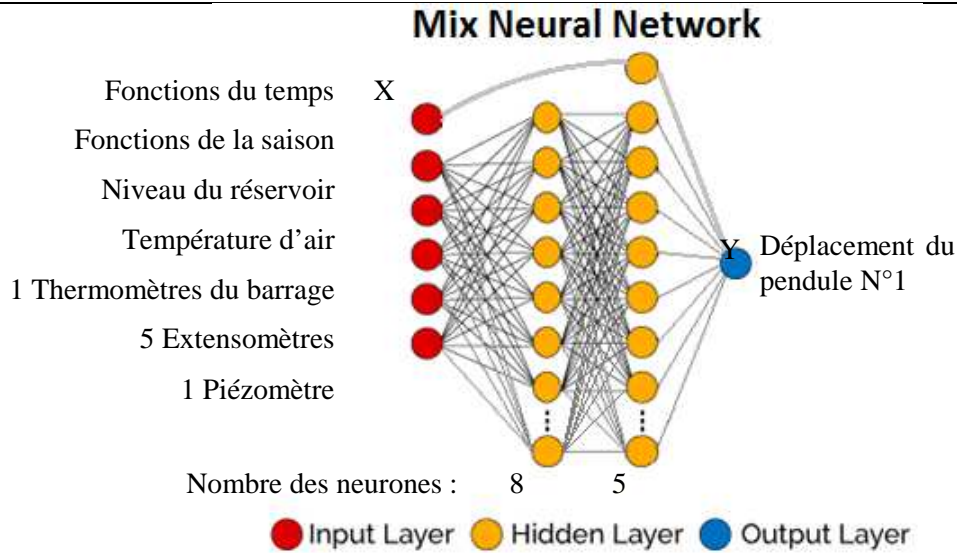 Mix Neural Network
Fonctions du temps X
Fonctions de la saison
Niveau du réservoir
Température d’air
1 Thermomètres du barrage
5 Extensomètres
1 Piézomètre
Y Déplacement du
pendule N°1
Nombre des neurones : 8 5
Input Layer Hidden Layer Output Layer